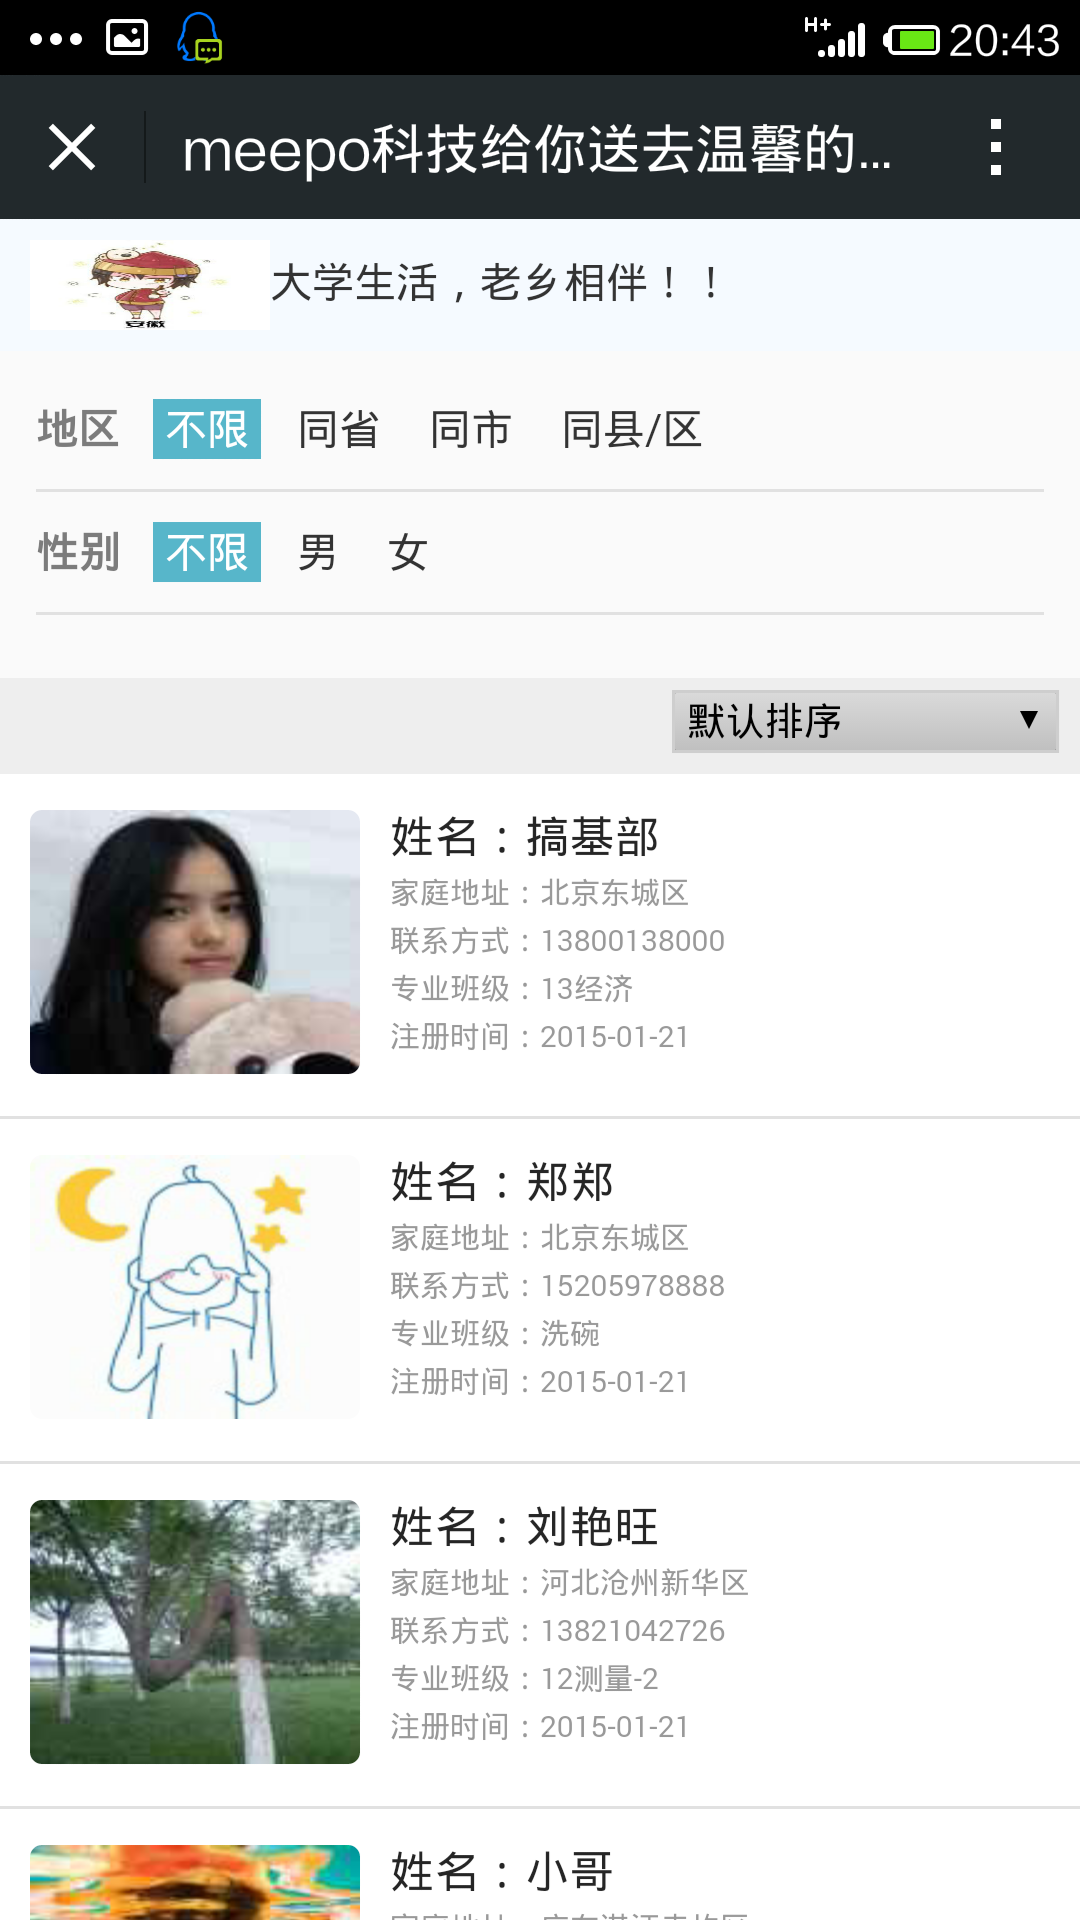 H+ 20:43
meepo科技给你送去温馨的...
安徽
大学生活，老乡相伴！！
地区 不限 同省 同市 同县/区
性别 不限 男 女
默认排序 ▼
姓名：搞基部
家庭地址：北京东城区
联系方式：13800138000
专业班级：13经济
注册时间：2015-01-21
姓名：郑郑
家庭地址：北京东城区
联系方式：15205978888
专业班级：洗碗
注册时间：2015-01-21
姓名：刘艳旺
家庭地址：河北沧州新华区
联系方式：13821042726
专业班级：12测量-2
注册时间：2015-01-21
姓名：小哥